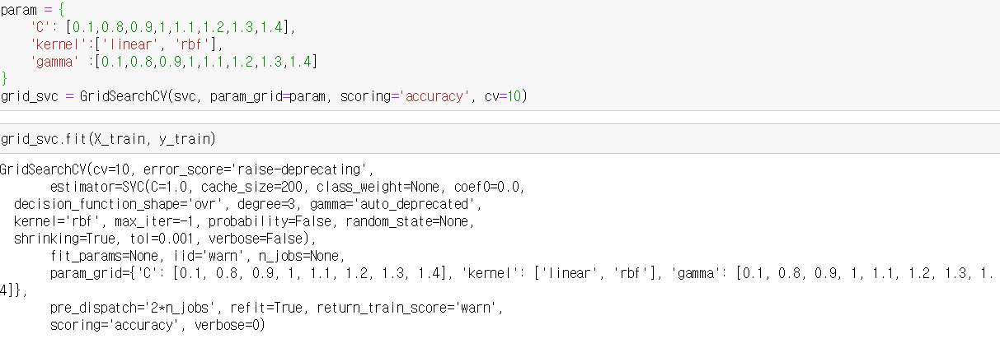 param = {
    'C': [0.1,0.8,0.9,1,1.1,1.2,1.3,1.4],
    'kernel':['linear', 'rbf'],
    'gamma' :[0.1,0.8,0.9,1,1.1,1.2,1.3,1.4]
}
grid_svc = GridSearchCV(svc, param_grid=param, scoring='accuracy', cv=10)
grid_svc.fit(X_train, y_train)
GridSearchCV(cv=10, error_score='raise-deprecating',
       estimator=SVC(C=1.0, cache_size=200, class_weight=None, coef0=0.0,
  decision_function_shape='ovr', degree=3, gamma='auto_deprecated',
  kernel='rbf', max_iter=-1, probability=False, random_state=None,
  shrinking=True, tol=0.001, verbose=False),
       fit_params=None, iid='warn', n_jobs=None,
       param_grid={'C': [0.1, 0.8, 0.9, 1, 1.1, 1.2, 1.3, 1.4], 'kernel': ['linear', 'rbf'], 'gamma': [0.1, 0.8, 0.9, 1, 1.1, 1.2, 1.3, 1.
4]},
       pre_dispatch='2*n_jobs', refit=True, return_train_score='warn',
       scoring='accuracy', verbose=0)